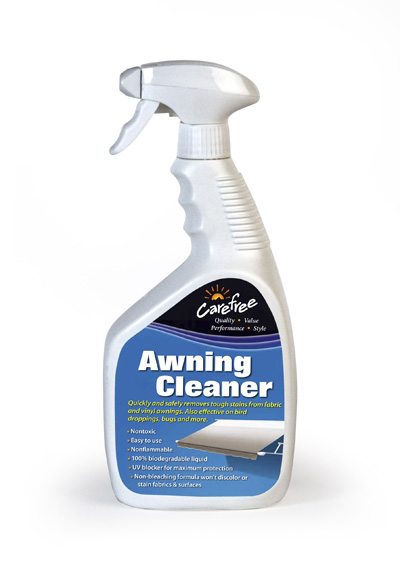 Carefree
Quality • Value
Performance • Style
Awning
Cleaner
Quickly and safely removes tough stains from fabric
and vinyl awnings. Also effective on bird
droppings, bugs and more.
• Nontoxic
• Easy to use
• Nonflammable
• 100% biodegradable liquid
• UV blocker for maximum protection
• Non-bleaching formula won't discolor or
stain fabrics & surfaces